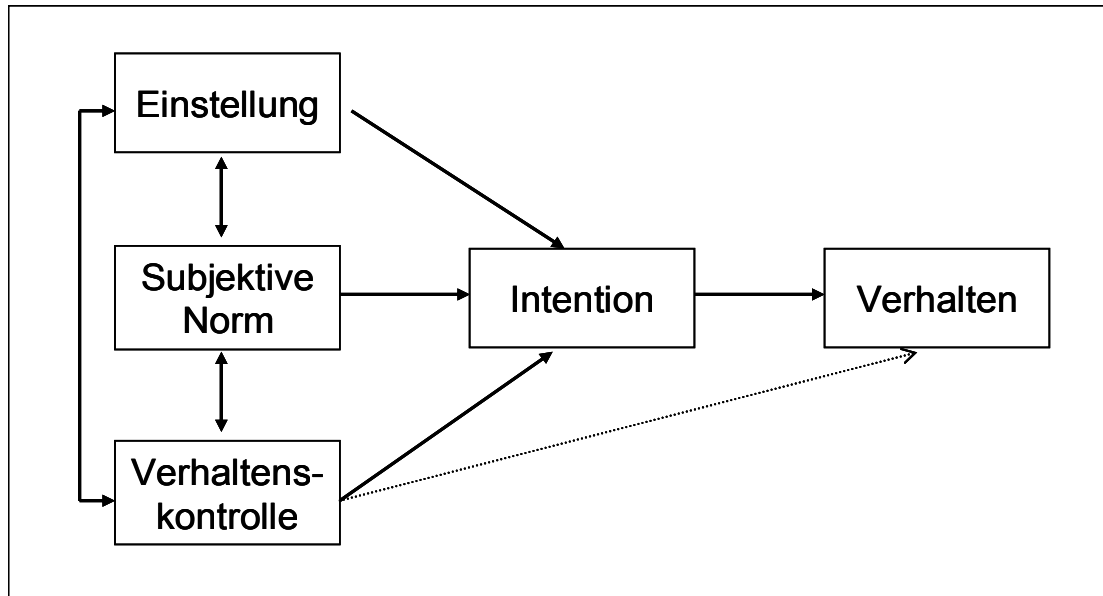 Einstellung
Subjektive
Norm
Intention
Verhalten
Verhaltens-
kontrolle